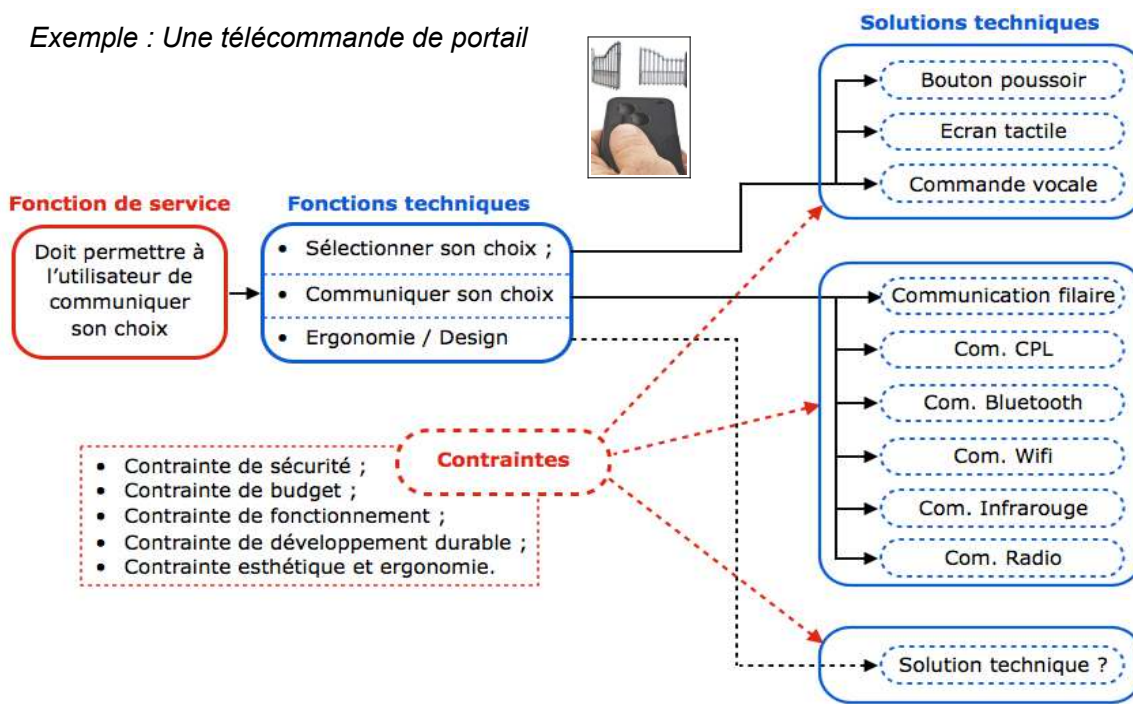 Exemple : Une télécommande de portail
Solutions techniques
Bouton poussoir
Ecran tactile
Commande vocale
Fonction de service
Doit permettre à
l'utilisateur de
communiquer
son choix
Fonctions techniques
• Sélectionner son choix ;
• Communiquer son choix
• Ergonomie / Design
Communication filaire
Com. CPL
Com. Bluetooth
Com. Wifi
Com. Infrarouge
Com. Radio
Contraintes
• Contrainte de sécurité ;
• Contrainte de budget ;
• Contrainte de fonctionnement ;
• Contrainte de développement durable ;
• Contrainte esthétique et ergonomie.
Solution technique ?